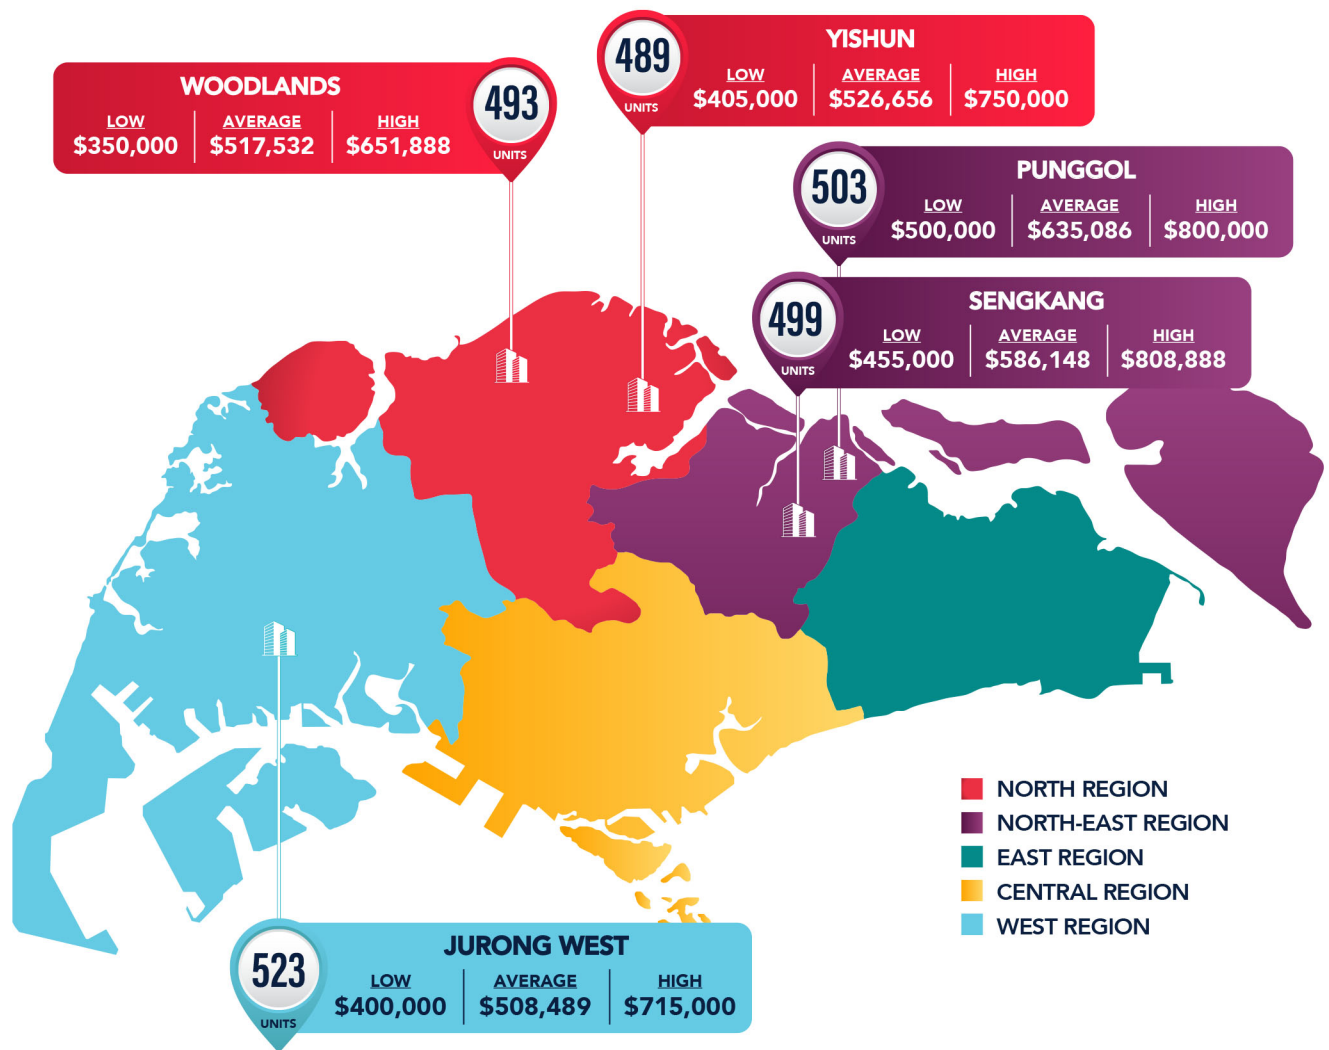 WOODLANDS
LOW AVERAGE HIGH
$350,000 $517,532 $651,888
493
UNITS
489
UNITS
YISHUN
LOW AVERAGE HIGH
$405,000 $526,656 $750,000
503
UNITS
PUNGGOL
LOW AVERAGE HIGH
$500,000 $635,086 $800,000
499
UNITS
SENGKANG
LOW AVERAGE HIGH
$455,000 $586,148 $808,888
NORTH REGION
NORTH-EAST REGION
EAST REGION
CENTRAL REGION
WEST REGION
523
UNITS
JURONG WEST
LOW AVERAGE HIGH
$400,000 $508,489 $715,000